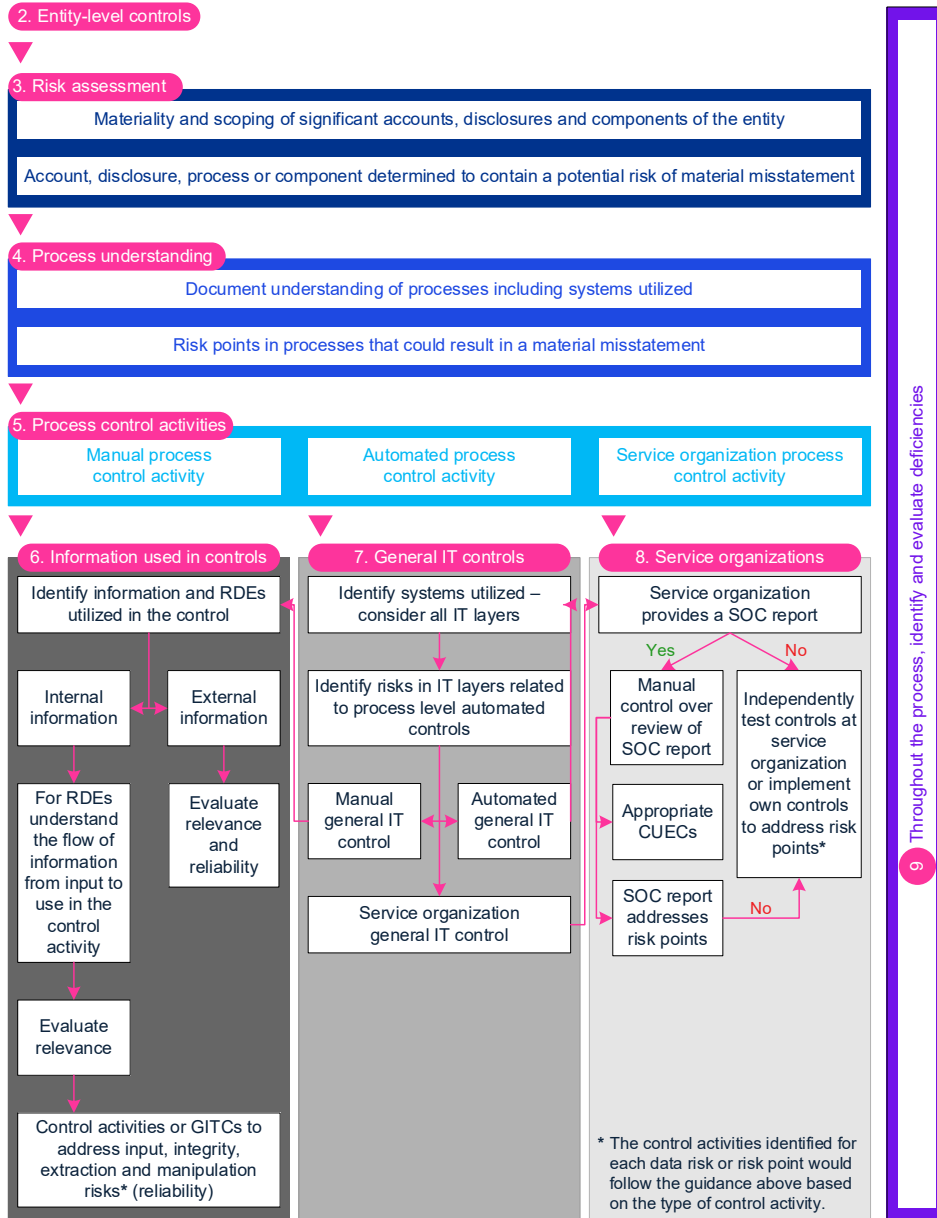 2. Entity-level controls
3. Risk assessment
Materiality and scoping of significant accounts, disclosures and components of the entity
Account, disclosure, process or component determined to contain a potential risk of material misstatement
4. Process understanding
Document understanding of processes including systems utilized
Risk points in processes that could result in a material misstatement
5. Process control activities
Manual process
control activity
Automated process
control activity
Service organization process
control activity
6. Information used in controls
Identify information and RDEs
utilized in the control
Internal
information
External
information
For RDEs
understand
the flow of
information
from input to
use in the
control
activity
Evaluate
relevance
and
reliability
Evaluate
relevance
Control activities or GITCs to
address input, integrity,
extraction and manipulation
risks* (reliability)
7. General IT controls
Identify systems utilized –
consider all IT layers
Identify risks in IT layers related
to process level automated
controls
Manual
general IT
control
Automated
general IT
control
Service organization
general IT control
8. Service organizations
Service organization
provides a SOC report
Yes
No
Manual
control over
review of
SOC report
Independently
test controls at
service
organization
or implement
own controls
to address risk
points*
Appropriate
CUECs
SOC report
addresses
risk points
No
* The control activities identified for
each data risk or risk point would
follow the guidance above based
on the type of control activity.
9 Throughout the process, identify and evaluate deficiencies